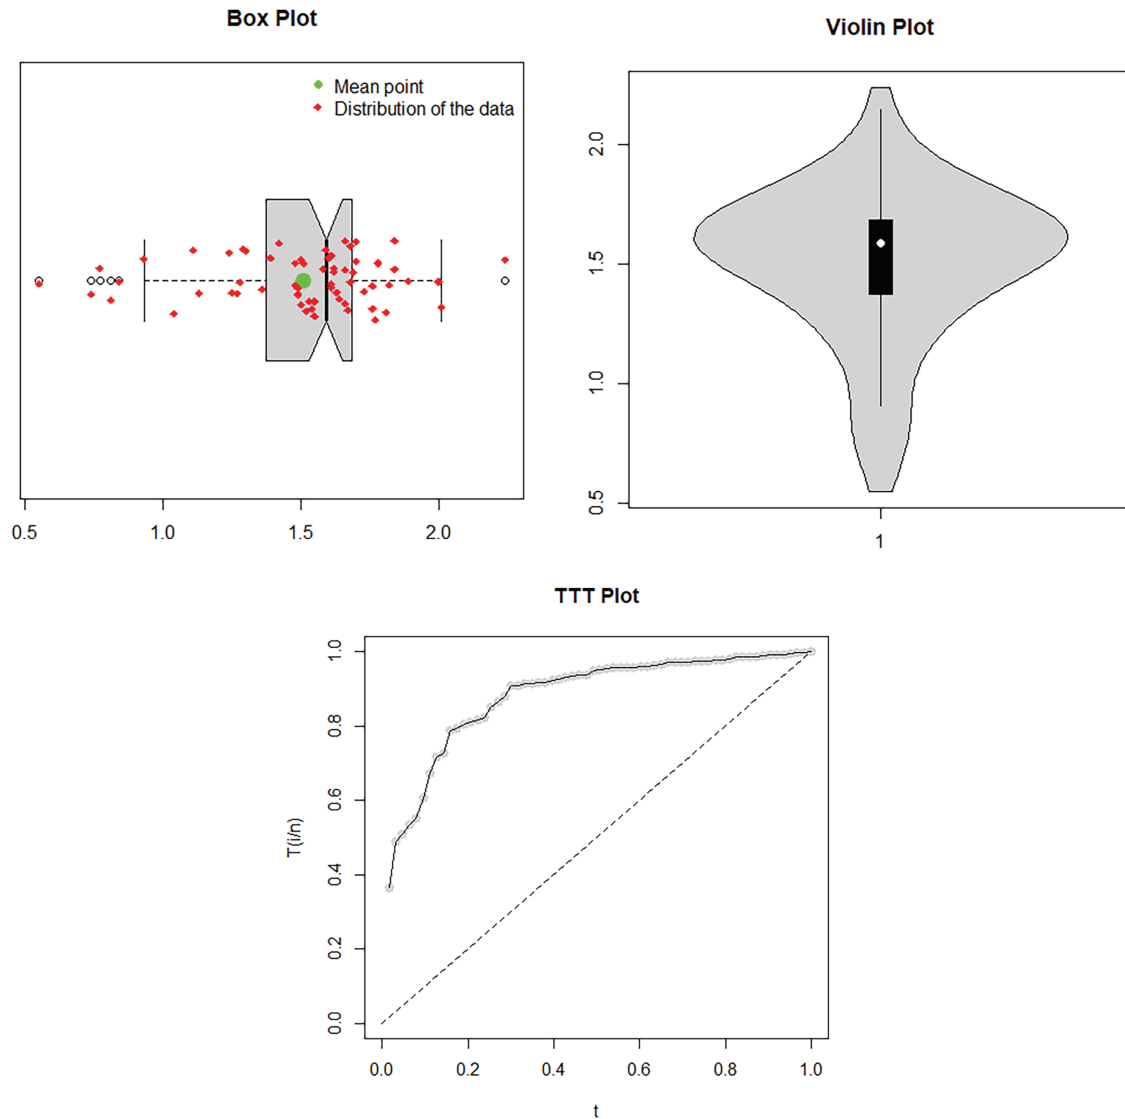 Box Plot
Mean point
Distribution of the data
0.5 1.0 1.5 2.0
Violin Plot
2.0
1.5
1.0
0.5
1
TTT Plot
T(i/n)
1.0
0.8
0.6
0.4
0.2
0.0
0.0 0.2 0.4 0.6 0.8 1.0
t